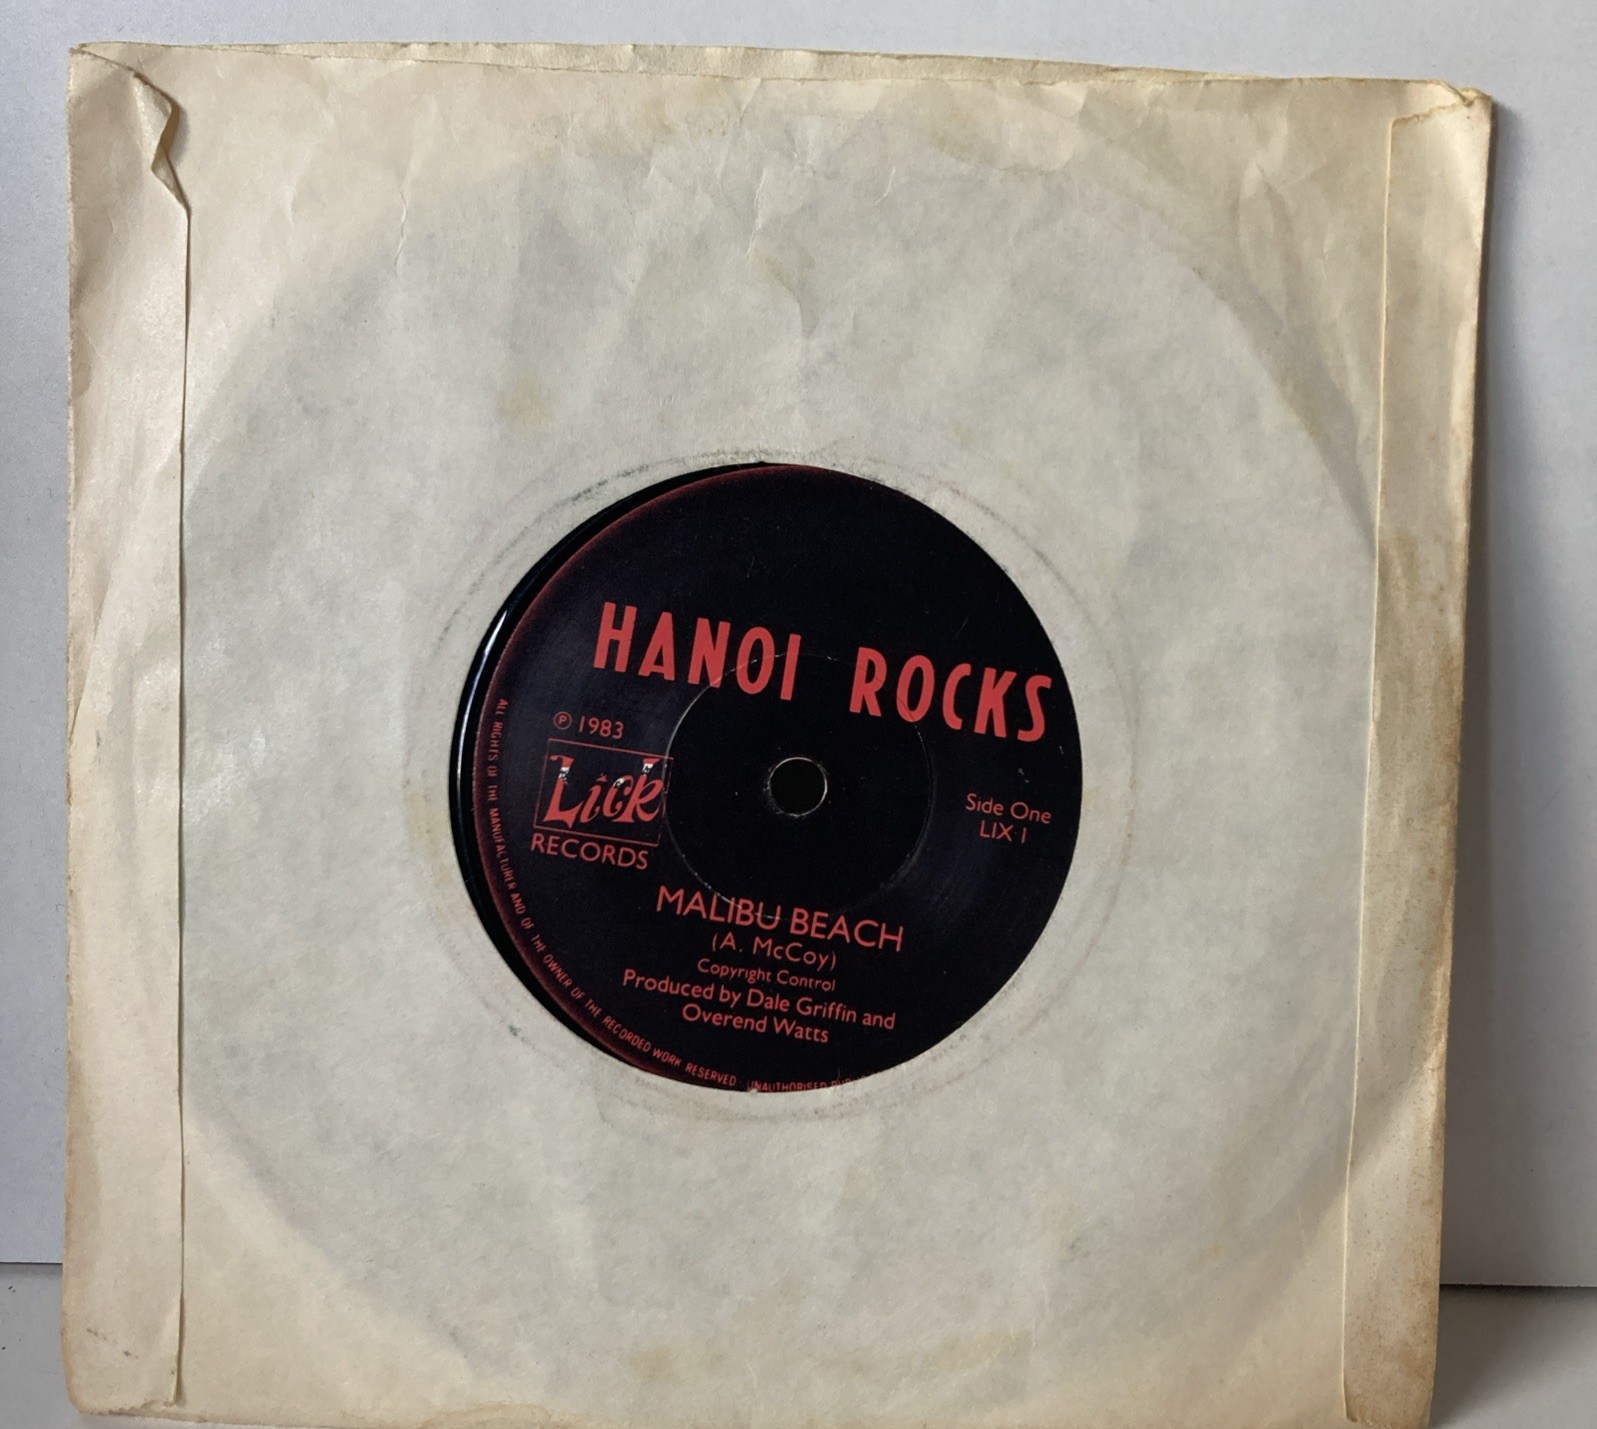 HANOI ROCKS
℗ 1983
Lick
RECORDS
Side One
LIX 1
MALIBU BEACH
(A. McCoy)
Copyright Control
Produced by Dale Griffin and
Overend Watts
ALL RIGHTS OF THE MANUFACTURER AND OF THE OWNER OF THE RECORDED WORK RESERVED UNAUTHORISED